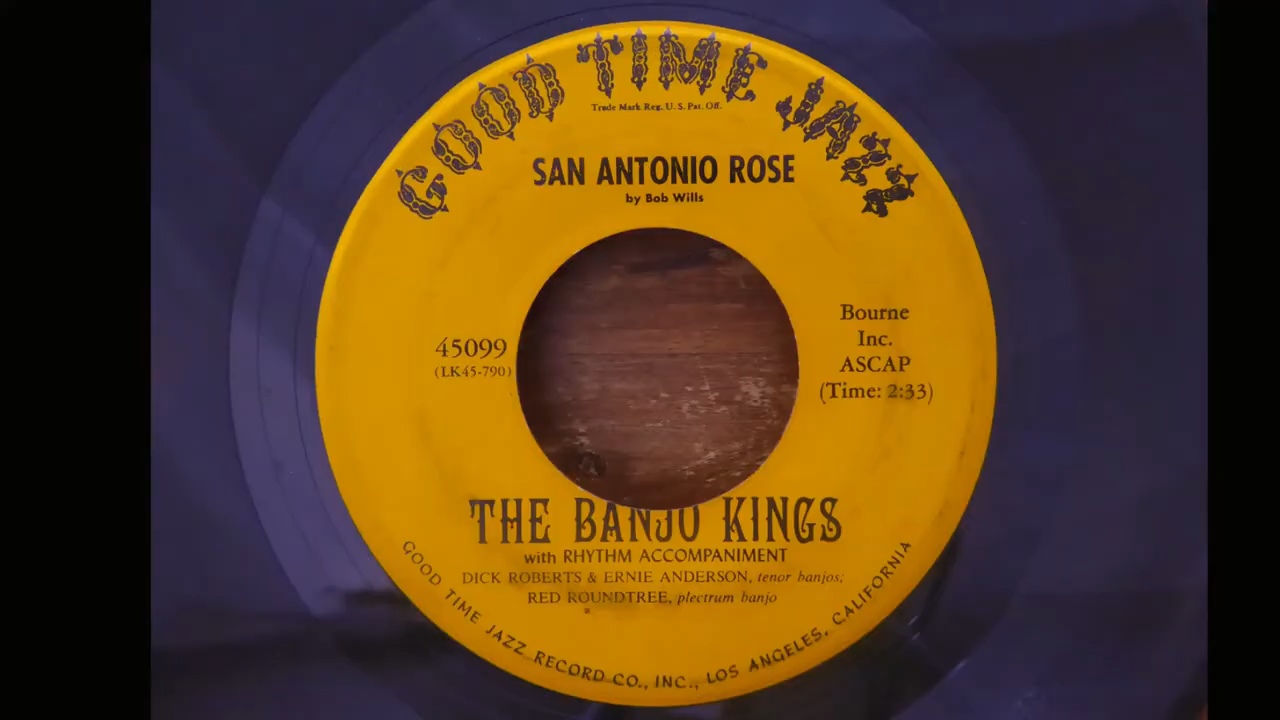 GOOD TIME JAZZ
Trade Mark Reg. U. S. Pat. Off.
SAN ANTONIO ROSE
by Bob Wills
45099
(LK45-790)
Bourne
Inc.
ASCAP
(Time: 2:33)
THE BANJO KINGS
with RHYTHM ACCOMPANIMENT
DICK ROBERTS & ERNIE ANDERSON, tenor banjos;
RED ROUNDTREE, plectrum banjo
GOOD TIME JAZZ RECORD CO., INC., LOS ANGELES, CALIFORNIA